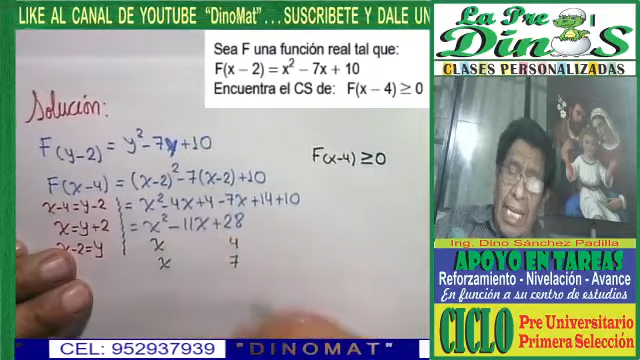 LIKE AL CANAL DE YOUTUBE "DinoMat"... SUSCRIBETE Y DALE UN
Sea F una función real tal que:
F(x – 2) = x² – 7x + 10
Encuentra el CS de: F(x – 4) ≥ 0
Solución:
F(y-2) = y² - 7y + 10
F(x-4) ≥ 0
F(x-4) = (x-2)² - 7(x-2) + 10
x-4 = y-2 = x² - 4x + 4 - 7x + 14 + 10
x = y+2 = x² - 11x + 28
x-2 = y x 4
x 7
CEL: 952937939 "DINOMAT"
La Pre
DinoS
CLASES PERSONALIZADAS
Ing. Dino Sánchez Padilla
APOYO EN TAREAS
Reforzamiento - Nivelación - Avance
En función a su centro de estudios
CICLO Pre Universitario
Primera Selección